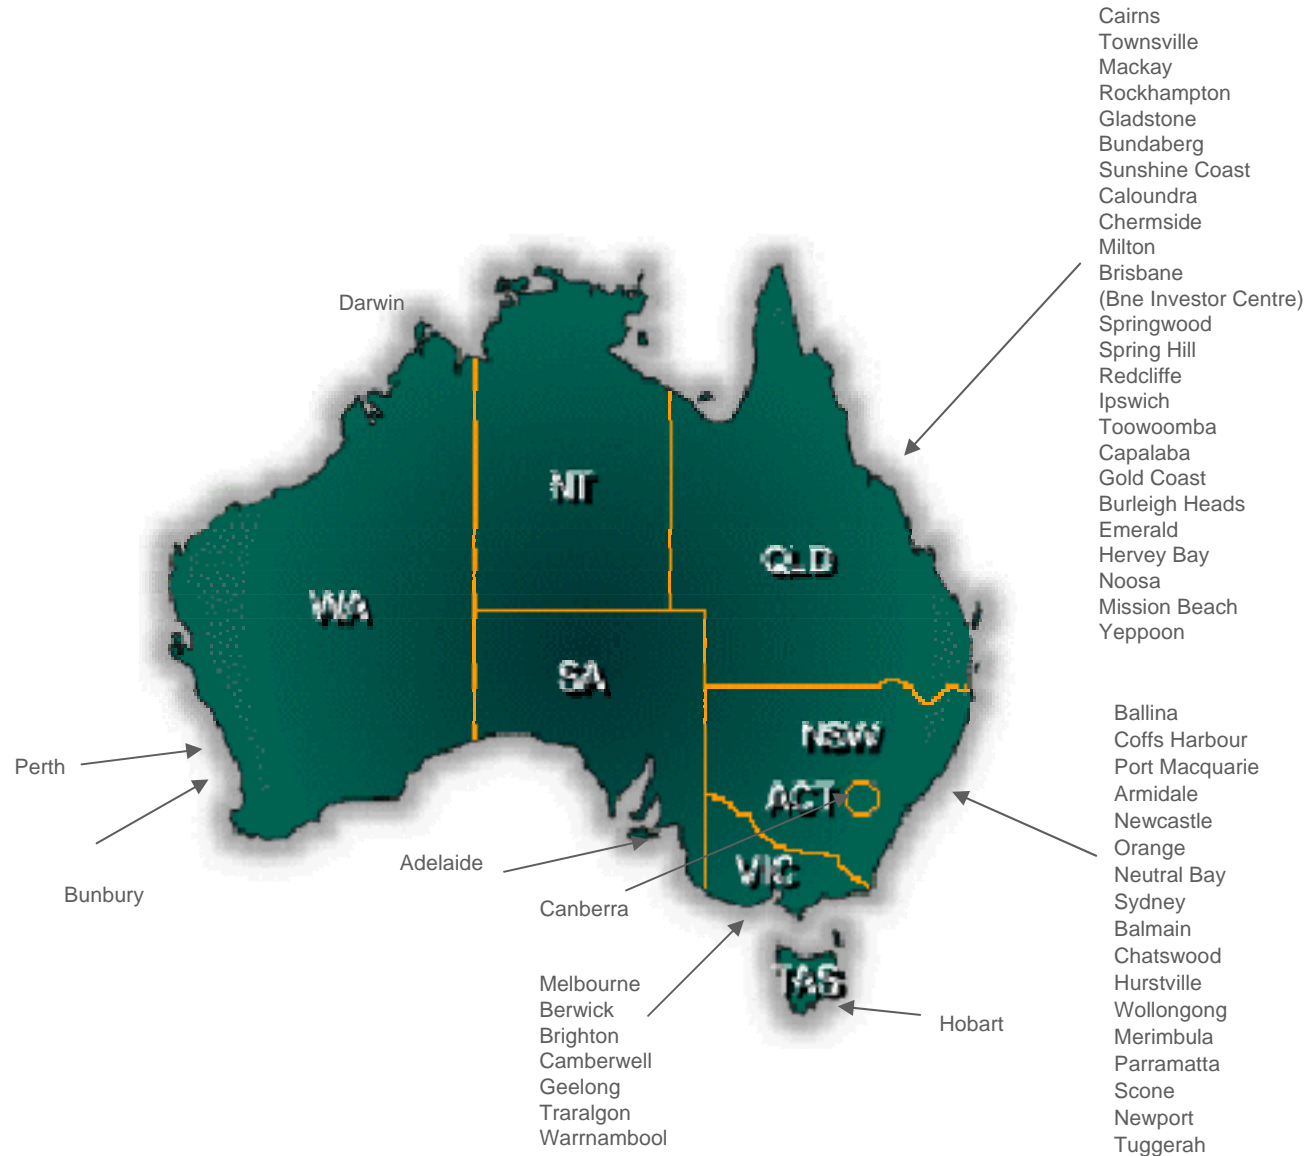 Cairns
Townsville
Mackay
Rockhampton
Gladstone
Bundaberg
Sunshine Coast
Caloundra
Chermside
Milton
Brisbane
(Bne Investor Centre)
Springwood
Spring Hill
Redcliffe
Ipswich
Toowoomba
Capalaba
Gold Coast
Burleigh Heads
Emerald
Hervey Bay
Noosa
Mission Beach
Yeppoon
Darwin
NT
QLD
WA
SA
NSW
ACT
VIC
TAS
Perth
Bunbury
Adelaide
Canberra
Melbourne
Berwick
Brighton
Camberwell
Geelong
Traralgon
Warrnambool
Hobart
Ballina
Coffs Harbour
Port Macquarie
Armidale
Newcastle
Orange
Neutral Bay
Sydney
Balmain
Chatswood
Hurstville
Wollongong
Merimbula
Parramatta
Scone
Newport
Tuggerah